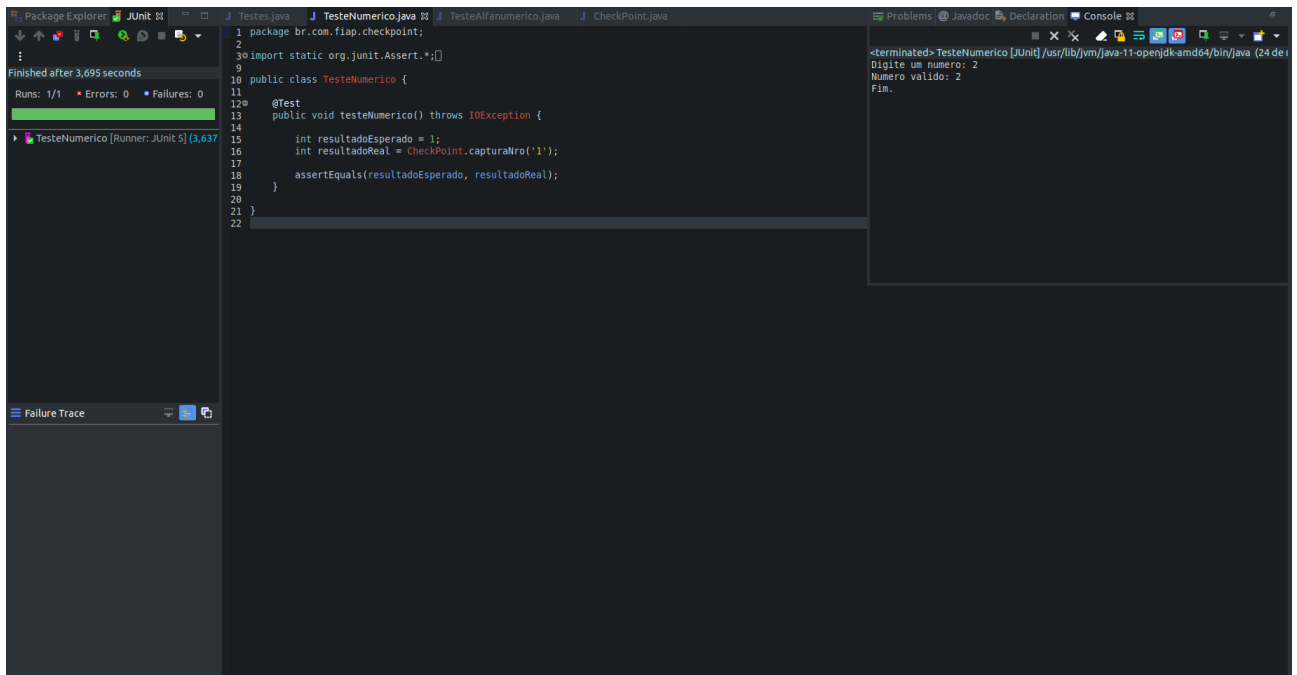 Package Explorer JUnit
Finished after 3,695 seconds
Runs: 1/1 Errors: 0 Failures: 0
TesteNumerico [Runner: JUnit 5] (3,637
Failure Trace
Testes.java TesteNumerico.java TesteAlfanumerico.java CheckPoint.java
1 package br.com.fiap.checkpoint;
2
3 import static org.junit.Assert.*;
9
10 public class TesteNumerico {
11
12 @Test
13 public void testeNumerico() throws IOException {
14
15 int resultadoEsperado = 1;
16 int resultadoReal = CheckPoint.capturaNro('1');
17
18 assertEquals(resultadoEsperado, resultadoReal);
19 }
20
21 }
22
Problems @ Javadoc Declaration Console
<terminated> TesteNumerico [JUnit] /usr/lib/jvm/java-11-openjdk-amd64/bin/java (24 de
Digite um numero: 2
Numero valido: 2
Fim.